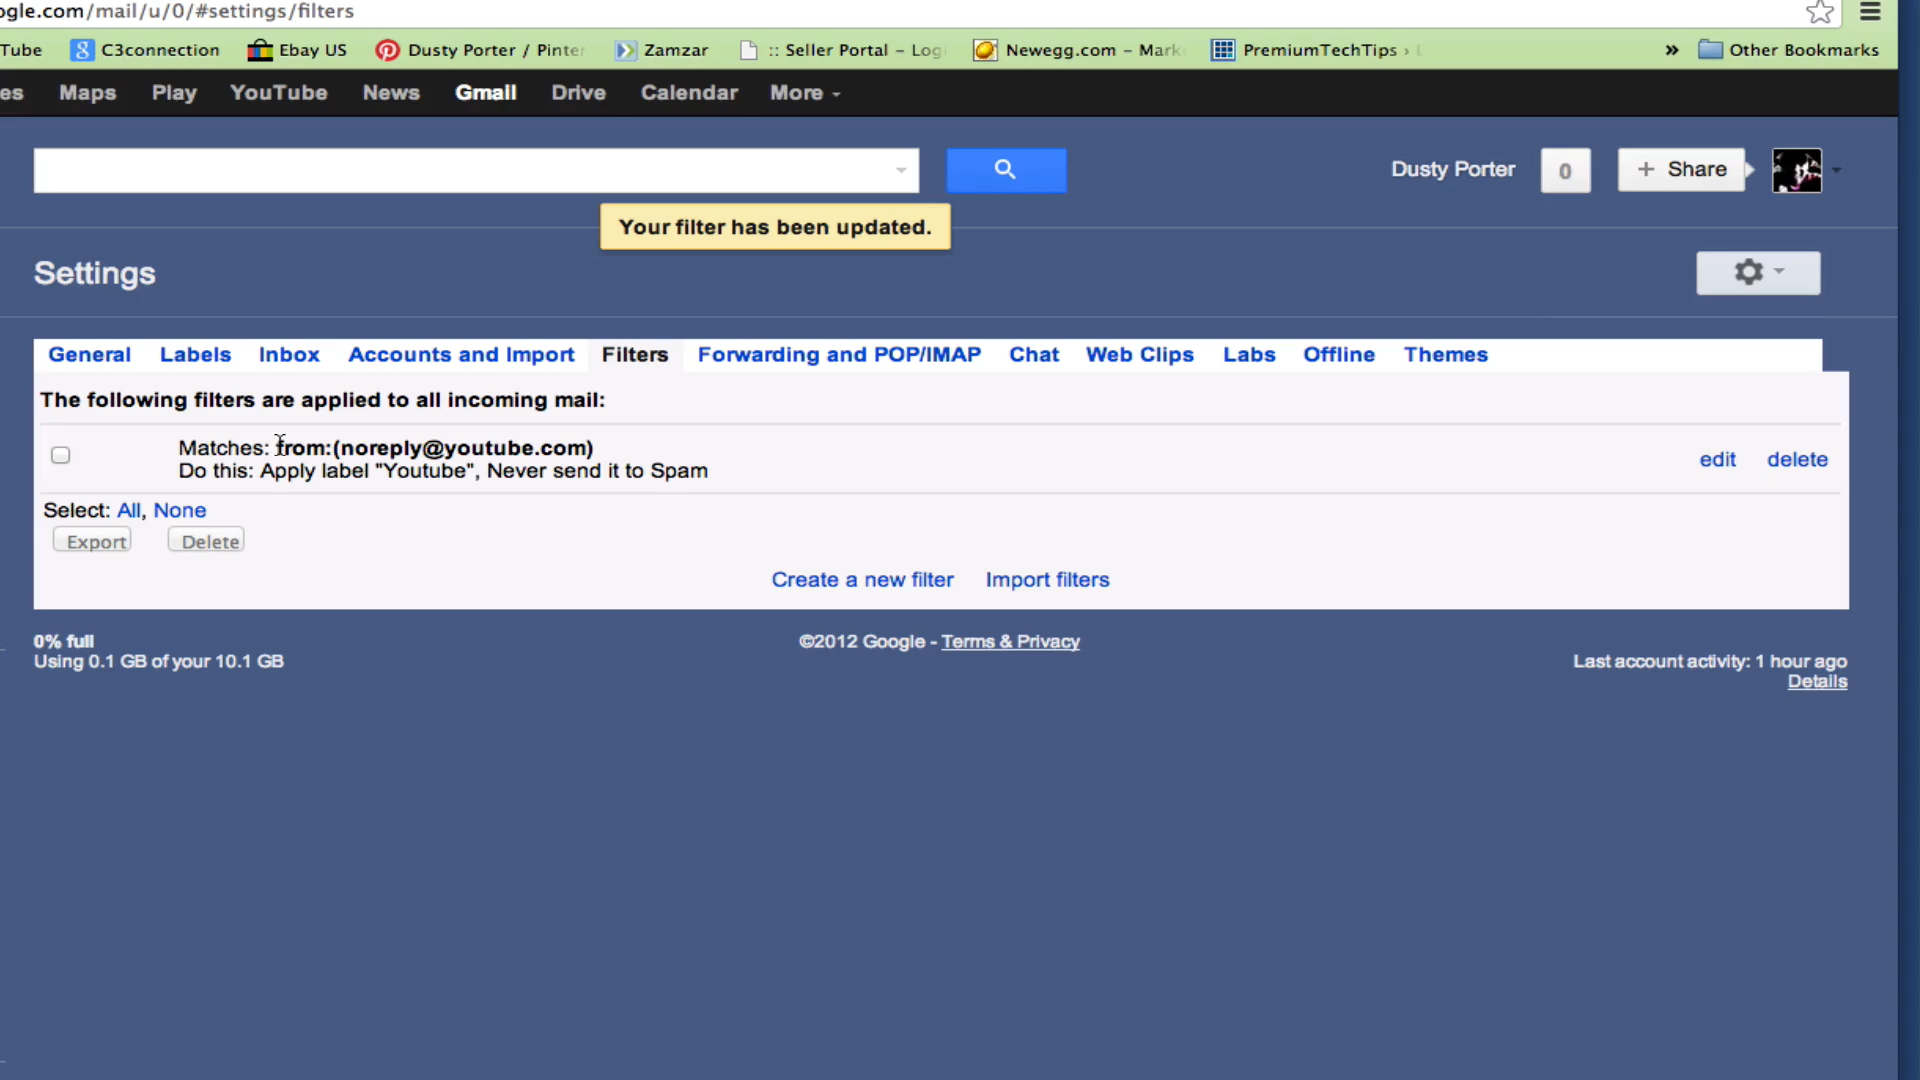 ogle.com/mail/u/0/#settings/filters
Tube C3connection Ebay US Dusty Porter / Pinter Zamzar :: Seller Portal – Log Newegg.com – Mark PremiumTechTips › » Other Bookmarks
es Maps Play YouTube News Gmail Drive Calendar More
Dusty Porter 0 + Share
Your filter has been updated.
Settings
General Labels Inbox Accounts and Import Filters Forwarding and POP/IMAP Chat Web Clips Labs Offline Themes
The following filters are applied to all incoming mail:
Matches: from:(noreply@youtube.com)
Do this: Apply label "Youtube", Never send it to Spam
edit delete
Select: All, None
Export Delete
Create a new filter Import filters
0% full
Using 0.1 GB of your 10.1 GB
©2012 Google - Terms & Privacy
Last account activity: 1 hour ago
Details